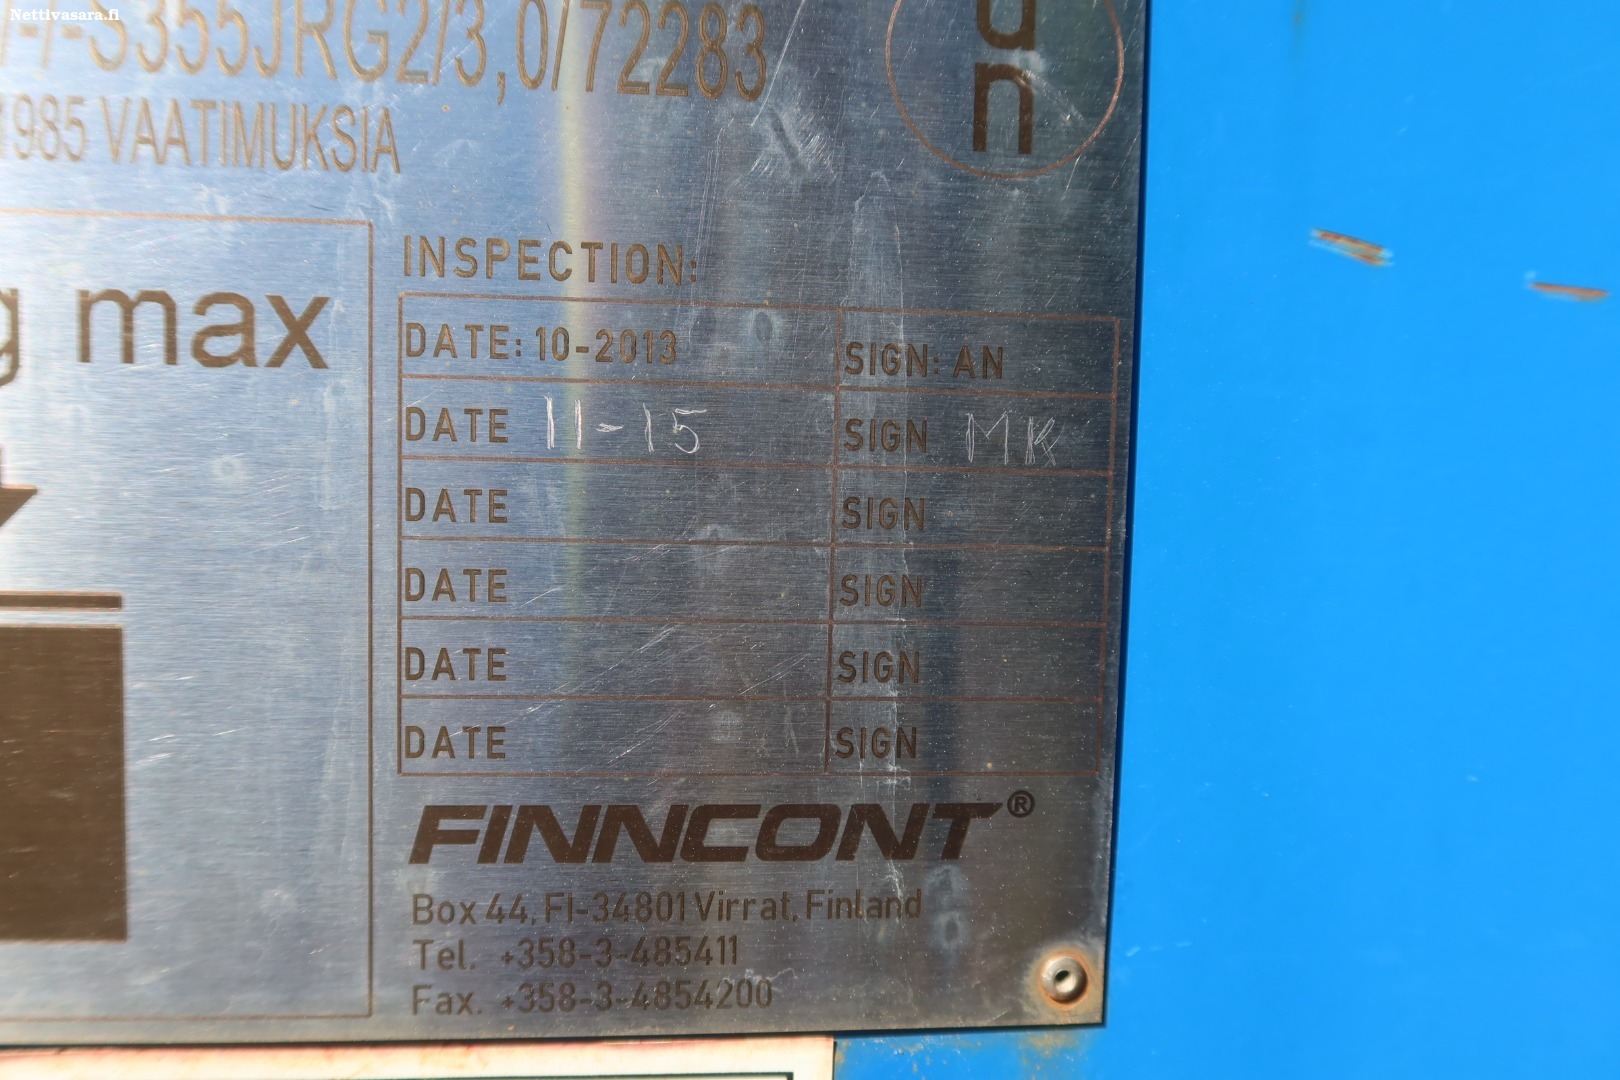 Nettivasara.fi
S355JRG2/3,0/72283
un
1985 VAATIMUKSIA
max
INSPECTION:
DATE: 10-2013 SIGN: AN
DATE 11-15 SIGN MK
DATE SIGN
DATE SIGN
DATE SIGN
DATE SIGN
FINNCONT®
Box 44, FI-34801 Virrat, Finland
Tel. +358-3-485411
Fax. +358-3-4854200